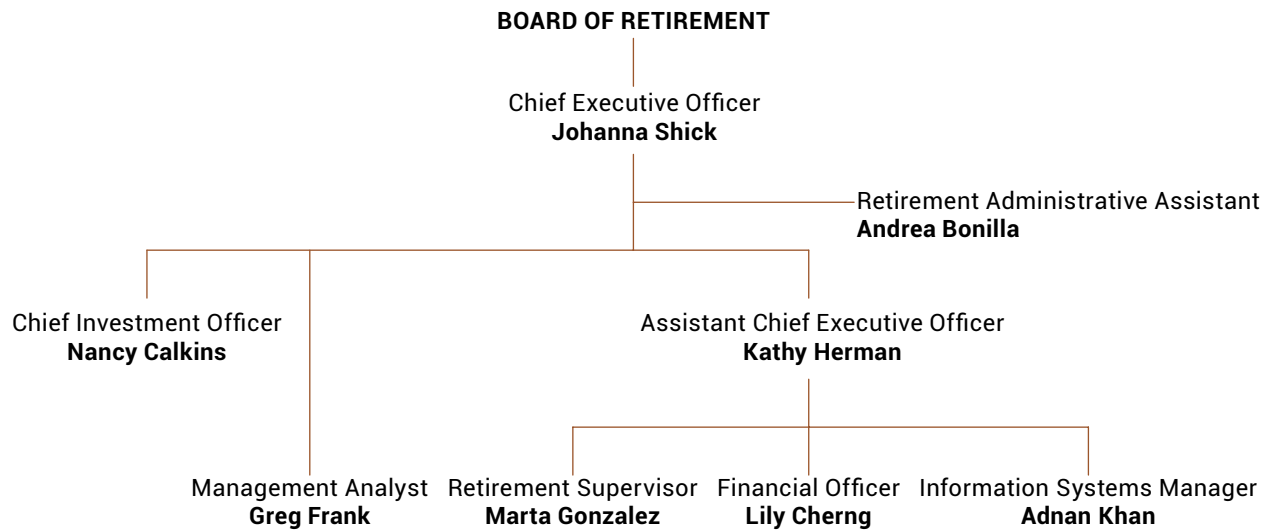 BOARD OF RETIREMENT
Chief Executive Officer
Johanna Shick
Retirement Administrative Assistant
Andrea Bonilla
Chief Investment Officer
Nancy Calkins
Assistant Chief Executive Officer
Kathy Herman
Management Analyst
Greg Frank
Retirement Supervisor
Marta Gonzalez
Financial Officer
Lily Cherng
Information Systems Manager
Adnan Khan